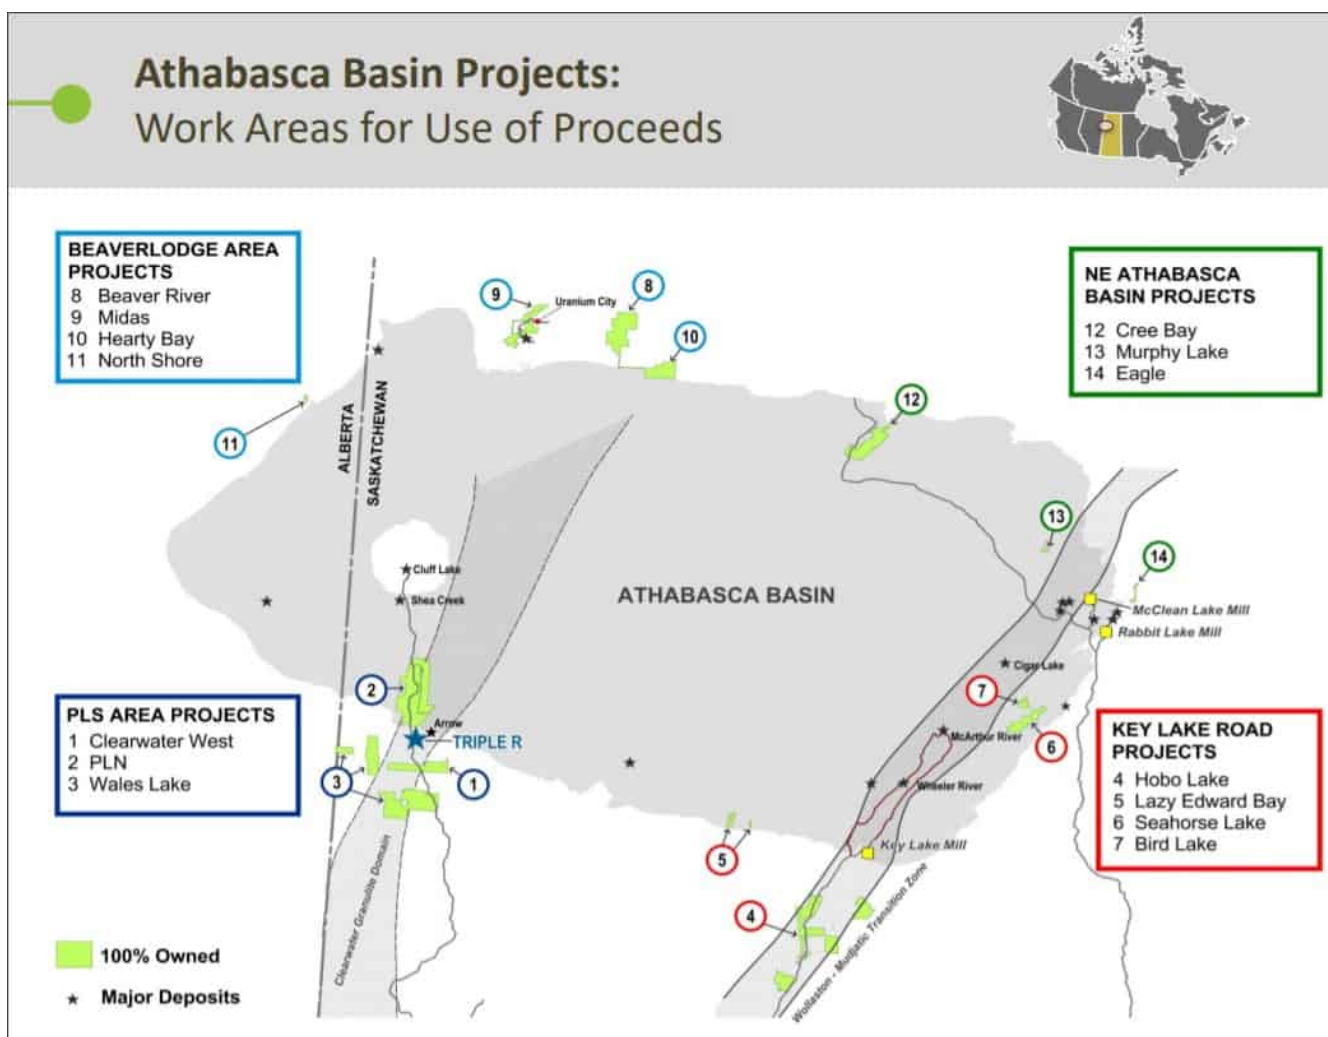 Athabasca Basin Projects:
Work Areas for Use of Proceeds
BEAVERLODGE AREA
PROJECTS
8 Beaver River
9 Midas
10 Hearty Bay
11 North Shore
NE ATHABASCA
BASIN PROJECTS
12 Cree Bay
13 Murphy Lake
14 Eagle
9
Uranium City
8
10
12
11
ALBERTA
SASKATCHEWAN
13
14
Cluff Lake
Shea Creek
ATHABASCA BASIN
McClean Lake Mill
Rabbit Lake Mill
Cigar Lake
2
7
Arrow
TRIPLE R
McArthur River
6
3
1
Wheeler River
PLS AREA PROJECTS
1 Clearwater West
2 PLN
3 Wales Lake
KEY LAKE ROAD
PROJECTS
4 Hobo Lake
5 Lazy Edward Bay
6 Seahorse Lake
7 Bird Lake
5
Key Lake Mill
4
Clearwater Granulite Domain
Wollaston - Mudjatic Transition Zone
100% Owned
Major Deposits